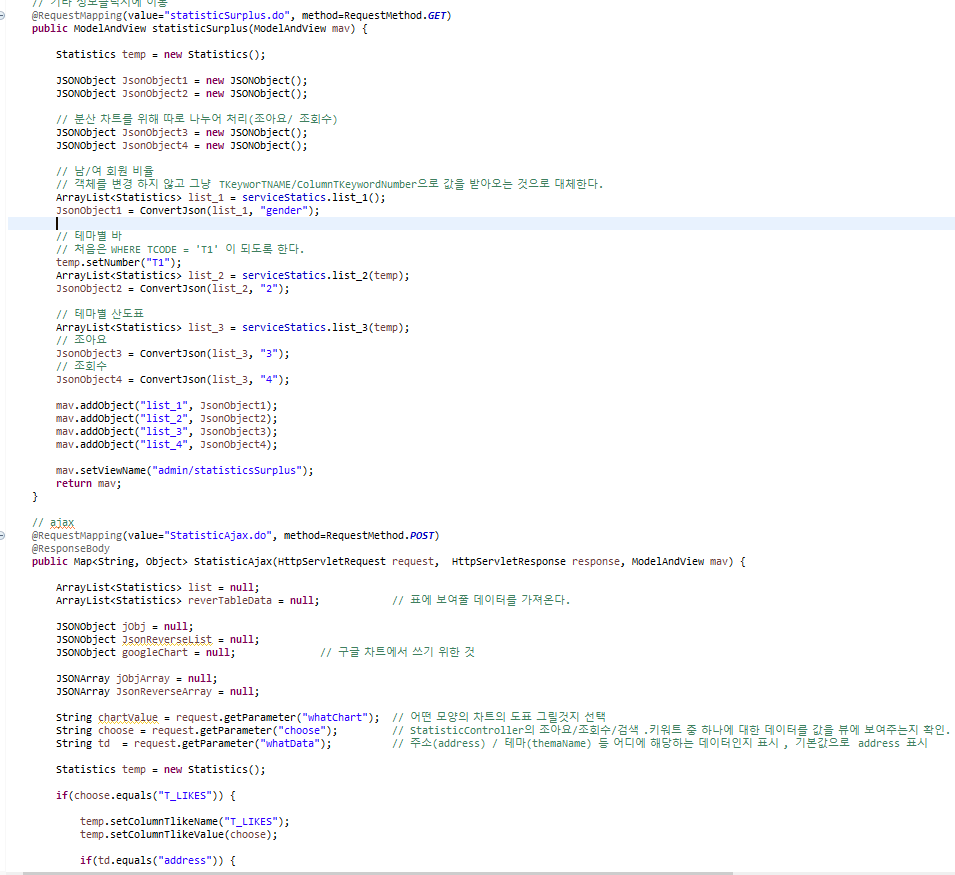 // 기타 정보클릭시에 이동
@RequestMapping(value="statisticSurplus.do", method=RequestMethod.GET)
public ModelAndView statisticSurplus(ModelAndView mav) {
Statistics temp = new Statistics();
JSONObject JsonObject1 = new JSONObject();
JSONObject JsonObject2 = new JSONObject();
// 분산 차트를 위해 따로 나누어 처리(조아요/ 조회수)
JSONObject JsonObject3 = new JSONObject();
JSONObject JsonObject4 = new JSONObject();
// 남/여 회원 비율
// 객체를 변경 하지 않고 그냥 TKeyworTNAME/ColumnTKeywordNumber으로 값을 받아오는 것으로 대체한다.
ArrayList<Statistics> list_1 = serviceStatics.list_1();
JsonObject1 = ConvertJson(list_1, "gender");
// 테마별 바
// 처음은 WHERE TCODE = 'T1' 이 되도록 한다.
temp.setNumber("T1");
ArrayList<Statistics> list_2 = serviceStatics.list_2(temp);
JsonObject2 = ConvertJson(list_2, "2");
// 테마별 산도표
ArrayList<Statistics> list_3 = serviceStatics.list_3(temp);
// 조아요
JsonObject3 = ConvertJson(list_3, "3");
// 조회수
JsonObject4 = ConvertJson(list_3, "4");
mav.addObject("list_1", JsonObject1);
mav.addObject("list_2", JsonObject2);
mav.addObject("list_3", JsonObject3);
mav.addObject("list_4", JsonObject4);
mav.setViewName("admin/statisticsSurplus");
return mav;
}
// ajax
@RequestMapping(value="StatisticAjax.do", method=RequestMethod.POST)
@ResponseBody
public Map<String, Object> StatisticAjax(HttpServletRequest request,  HttpServletResponse response, ModelAndView mav) {
ArrayList<Statistics> list = null;
ArrayList<Statistics> reverTableData = null; // 표에 보여줄 데이터를 가져온다.
JSONObject jObj = null;
JSONObject JsonReverseList = null;
JSONObject googleChart = null; // 구글 차트에서 쓰기 위한 것
JSONArray jObjArray = null;
JSONArray JsonReverseArray = null;
String chartValue = request.getParameter("whatChart"); // 어떤 모양의 차트의 도표 그릴것지 선택
String choose = request.getParameter("choose"); // StatisticController의 조아요/조회수/검색 .키워트 중 하나에 대한 데이터를 값을 뷰에 보여주는지 확인.
String td  = request.getParameter("whatData"); // 주소(address) / 테마(themaName) 등 어디에 해당하는 데이터인지 표시 , 기본값으로 address 표시
Statistics temp = new Statistics();
if(choose.equals("T_LIKES")) {
temp.setColumnTlikeName("T_LIKES");
temp.setColumnTlikeValue(choose);
if(td.equals("address")) {